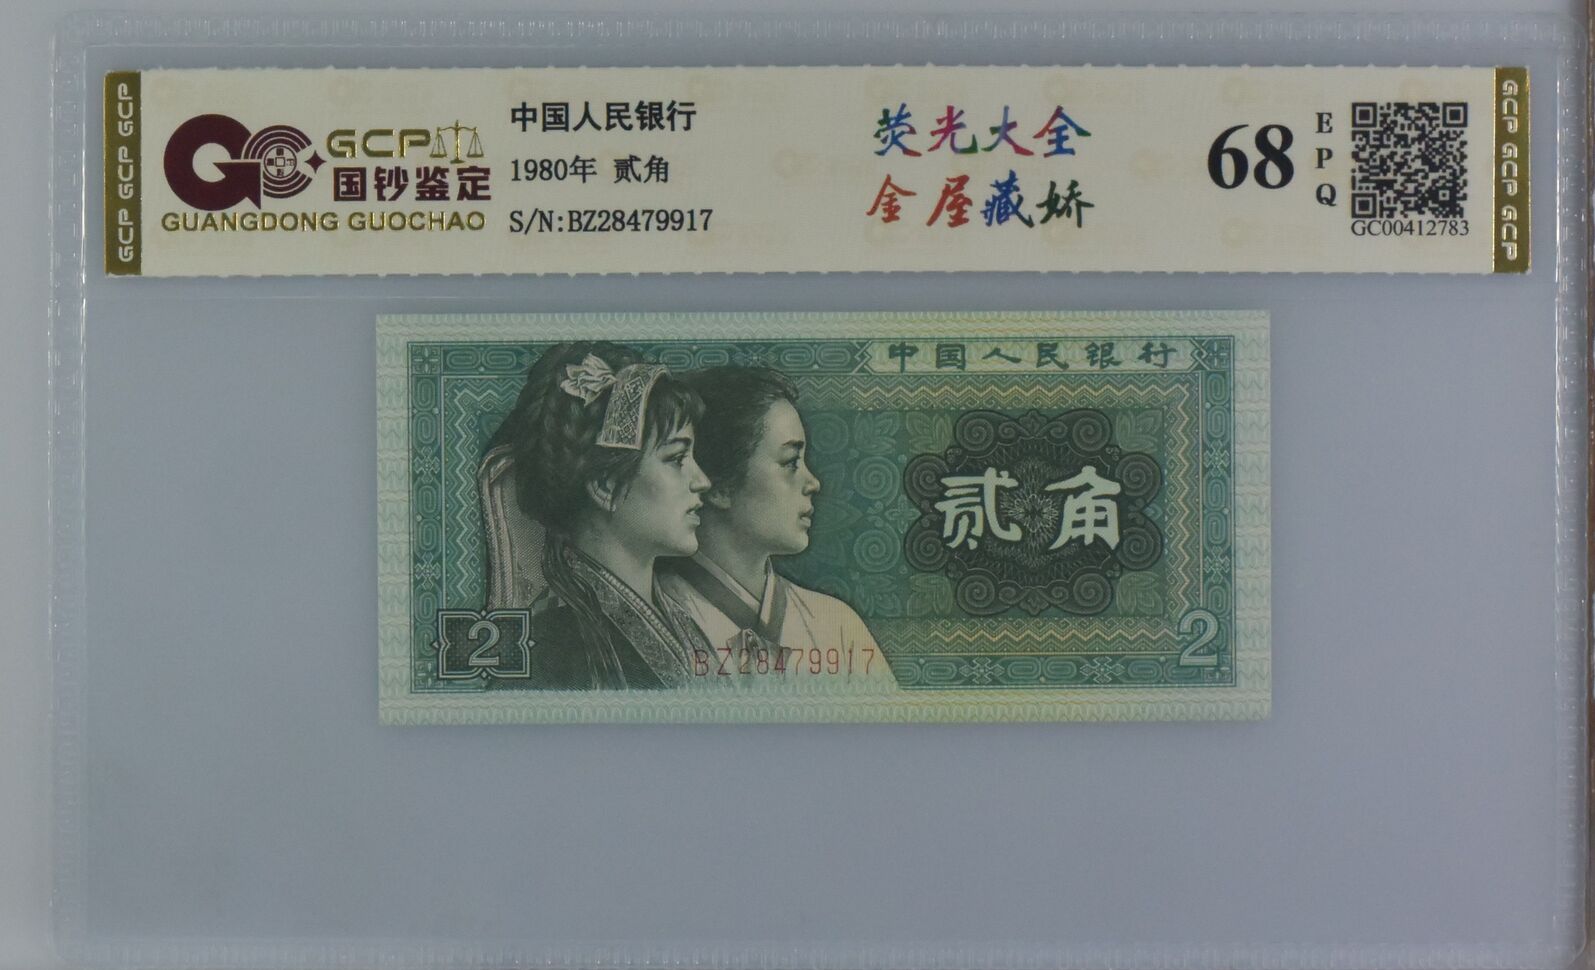 GCP GCP GCP
GCP
国钞鉴定
GUANGDONG GUOCHAO
中国人民银行
1980年 贰角
S/N:BZ28479917
荧光大全
金屋藏娇
68
EPQ
GC00412783
GCP GCP GCP
中国人民银行
贰角
2
2
BZ28479917